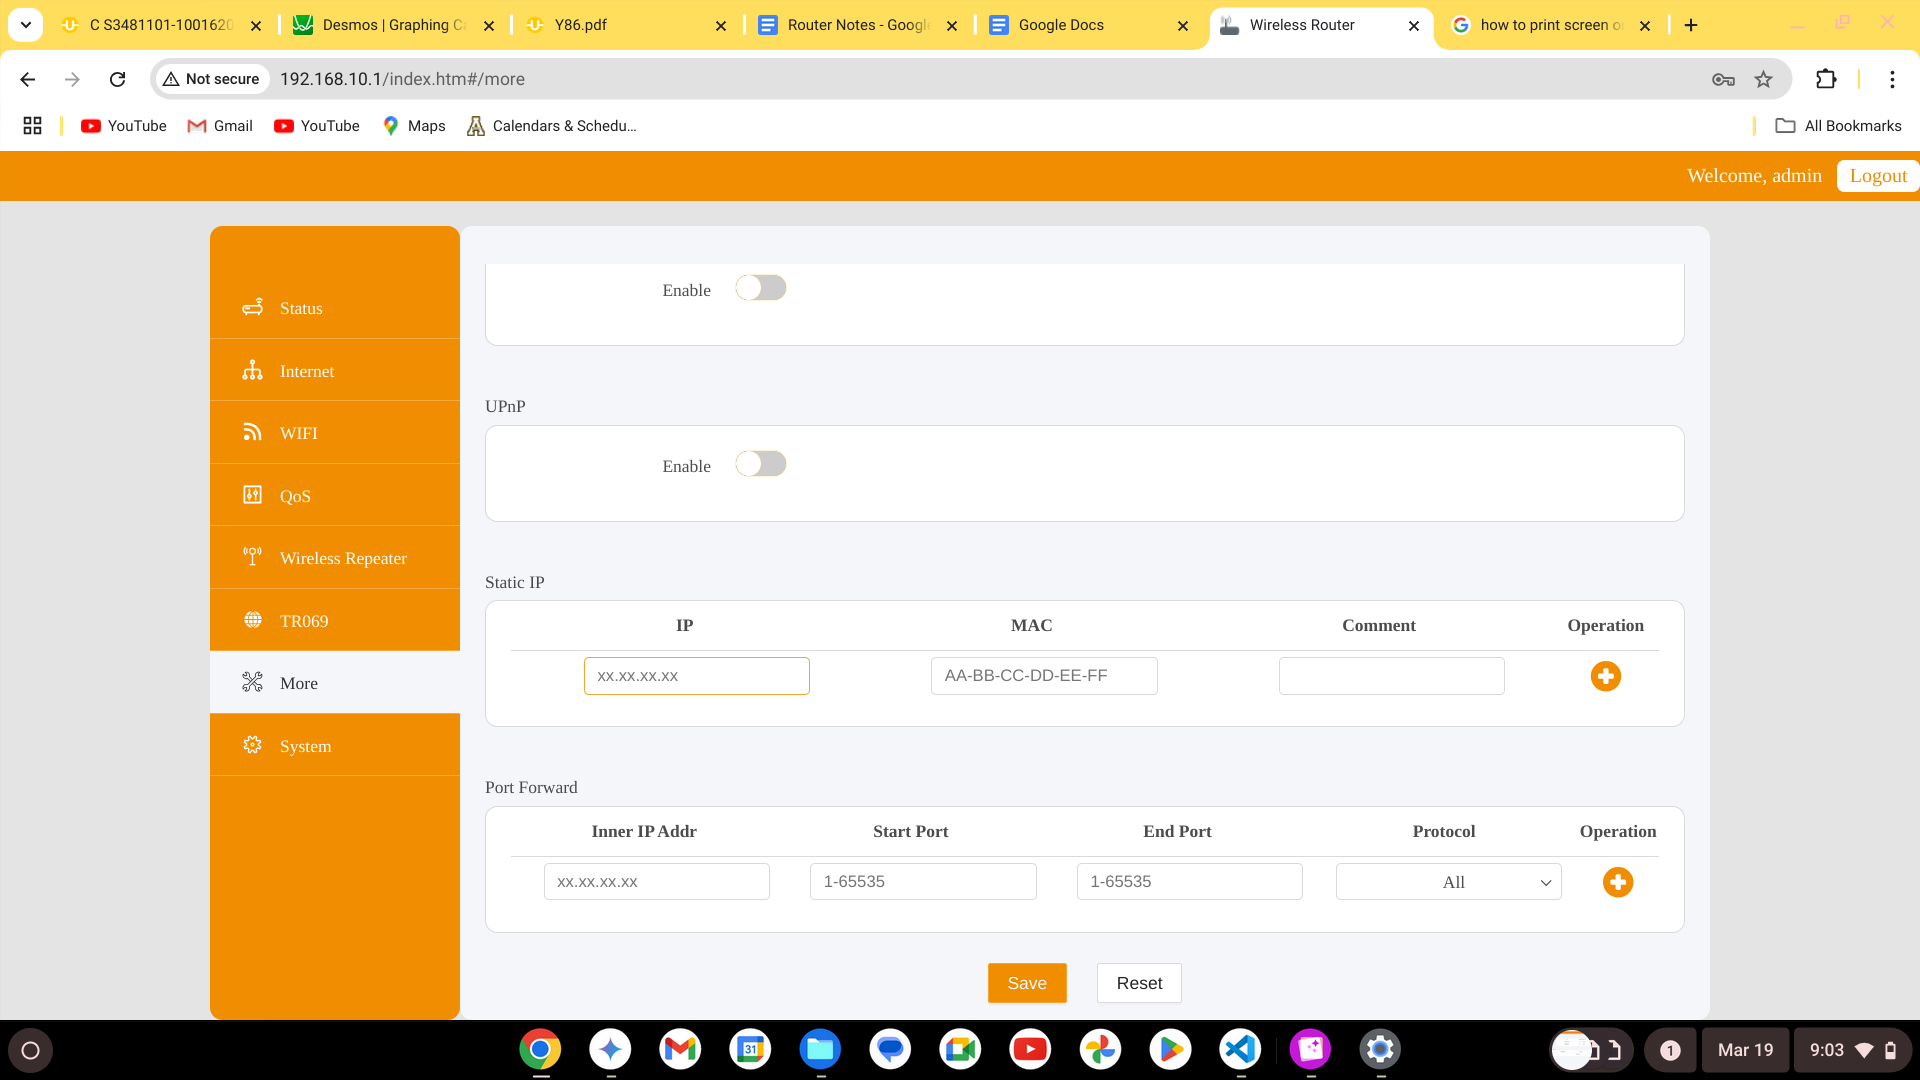 C S3481101-1001620
Desmos | Graphing Ca
Y86.pdf
Router Notes - Google
Google Docs
Wireless Router
how to print screen o
Not secure
192.168.10.1/index.htm#/more
YouTube
Gmail
YouTube
Maps
Calendars & Schedu...
All Bookmarks
Welcome, admin
Logout
Status
Internet
WIFI
QoS
Wireless Repeater
TR069
More
System
Enable
UPnP
Enable
Static IP
IP MAC Comment Operation
xx.xx.xx.xx AA-BB-CC-DD-EE-FF
Port Forward
Inner IP Addr Start Port End Port Protocol Operation
xx.xx.xx.xx 1-65535 1-65535 All
Save Reset
31
1
Mar 19
9:03